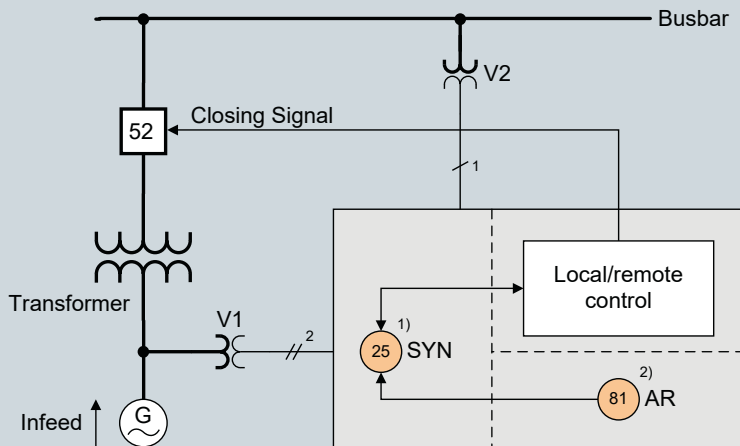 Busbar
V2
52
Closing Signal
1
Local/remote
control
Transformer
V1
2
1)
25 SYN
2)
81 AR
Infeed
G